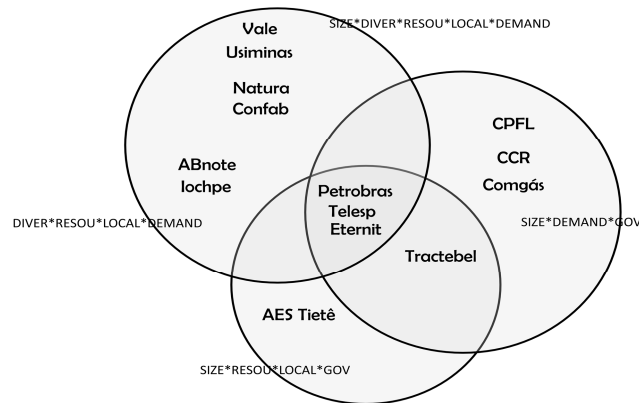 Vale
SIZE*DIVER*RESOU*LOCAL*DEMAND
Usiminas
Natura
Confab
CPFL
CCR
ABnote
Iochpe
Comgás
Petrobras
Telesp
Eternit
DIVER*RESOU*LOCAL*DEMAND
SIZE*DEMAND*GOV
Tractebel
AES Tietê
SIZE*RESOU*LOCAL*GOV